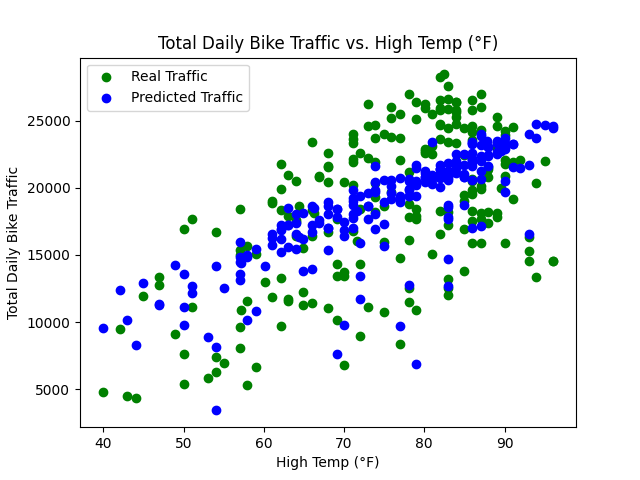 Total Daily Bike Traffic vs. High Temp (°F)
Real Traffic
Predicted Traffic
25000
20000
15000
10000
5000
Total Daily Bike Traffic
40 50 60 70 80 90
High Temp (°F)